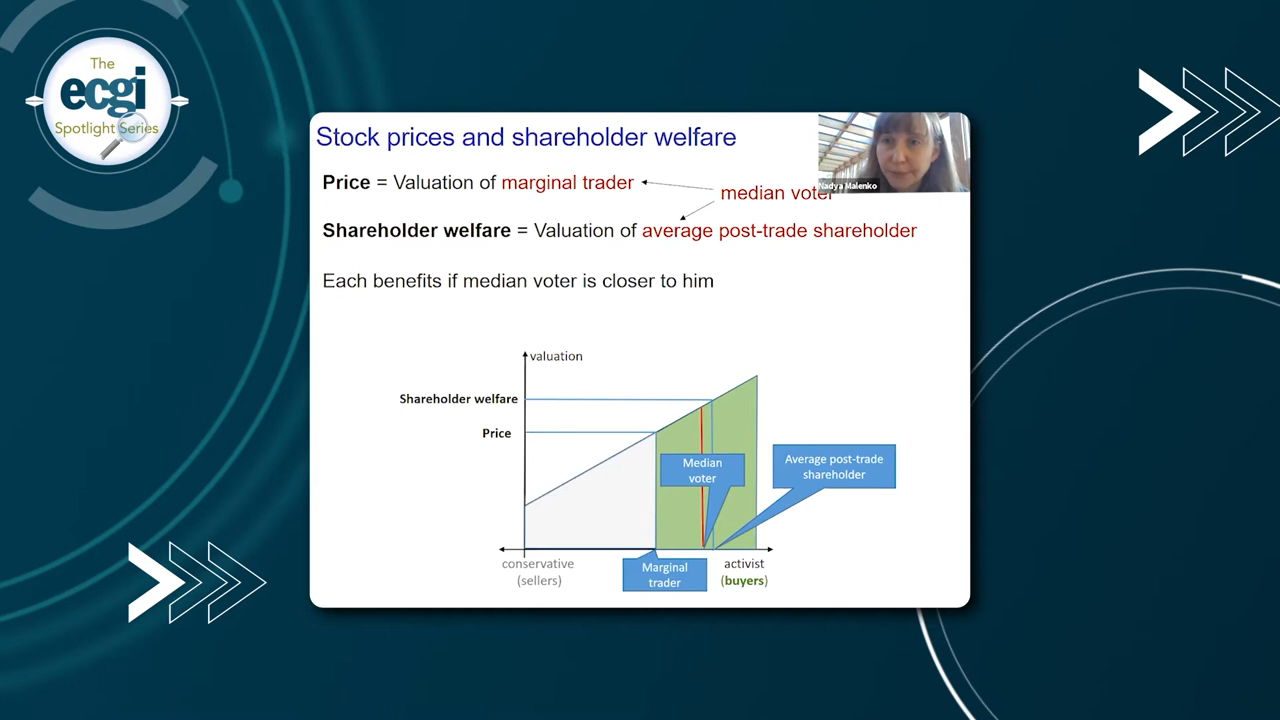 The
ecgi
Spotlight Series
Stock prices and shareholder welfare
Nadya Malenko
Price = Valuation of marginal trader
median voter
Shareholder welfare = Valuation of average post-trade shareholder
Each benefits if median voter is closer to him
valuation
Shareholder welfare
Price
Median
voter
Average post-trade
shareholder
conservative
(sellers)
Marginal
trader
activist
(buyers)